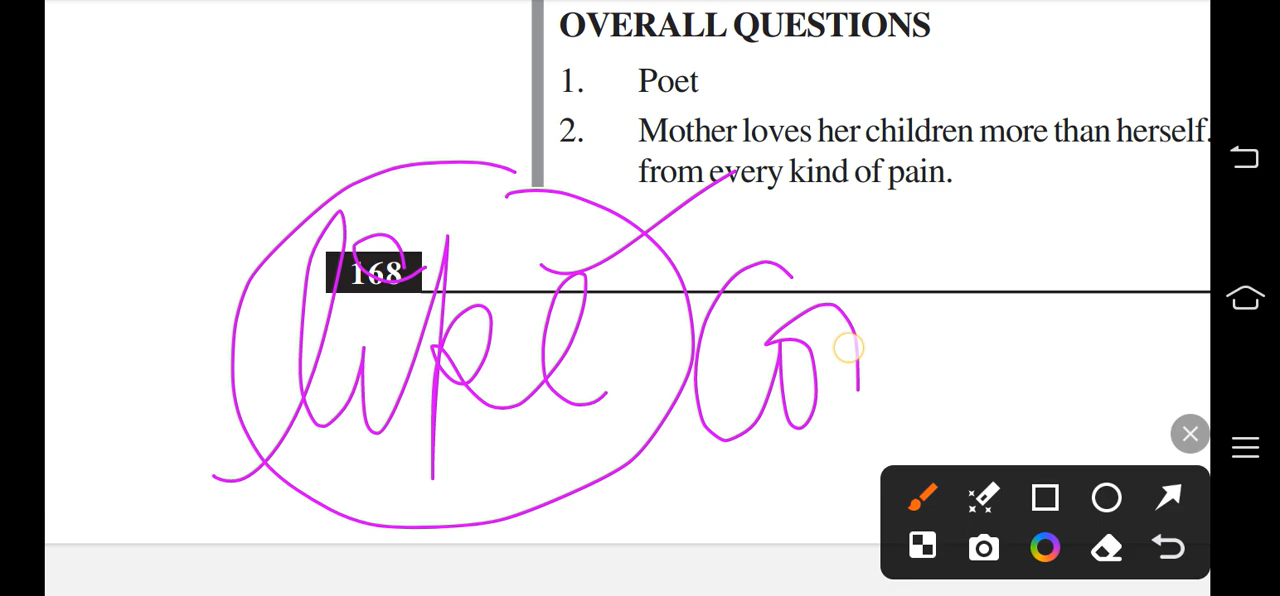 OVERALL QUESTIONS
1. Poet
2. Mother loves her children more than herself.
from every kind of pain.
168